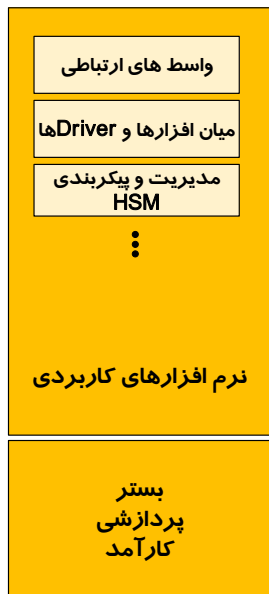 واسط های ارتباطی
میان افزارها و Driverها
مدیریت و پیکربندی
HSM
نرم افزارهای کاربردی
بستر
پردازشی
کارآمد